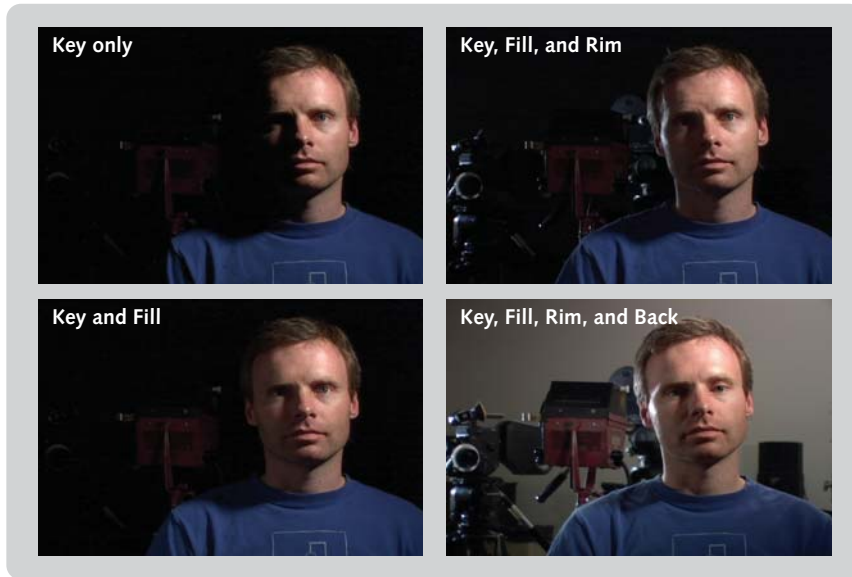 Key only
Key, Fill, and Rim
Key and Fill
Key, Fill, Rim, and Back